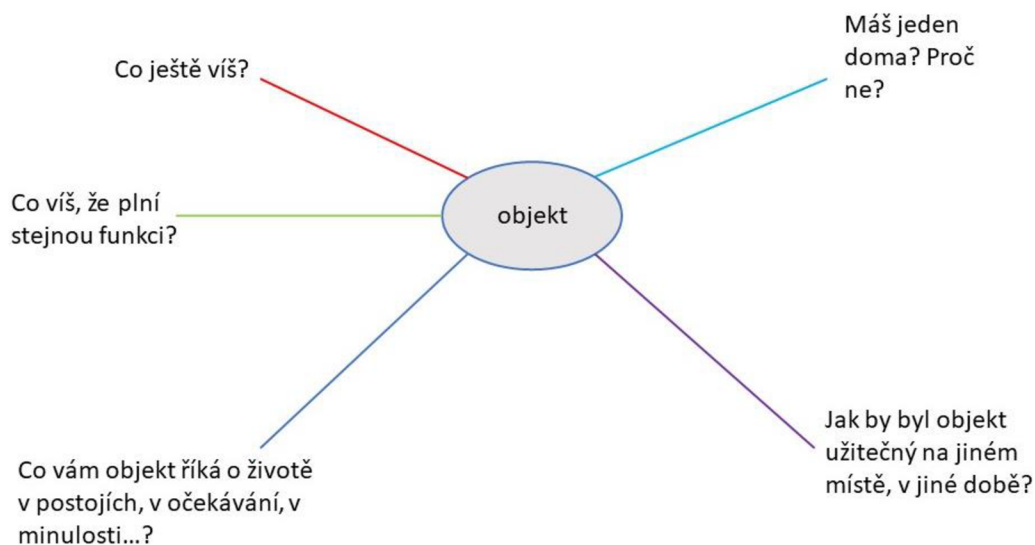 Co ještě víš?
Máš jeden
doma? Proč
ne?
Co víš, že plní
stejnou funkci?
objekt
Co vám objekt říká o životě
v postojích, v očekávání, v
minulosti...?
Jak by byl objekt
užitečný na jiném
místě, v jiné době?